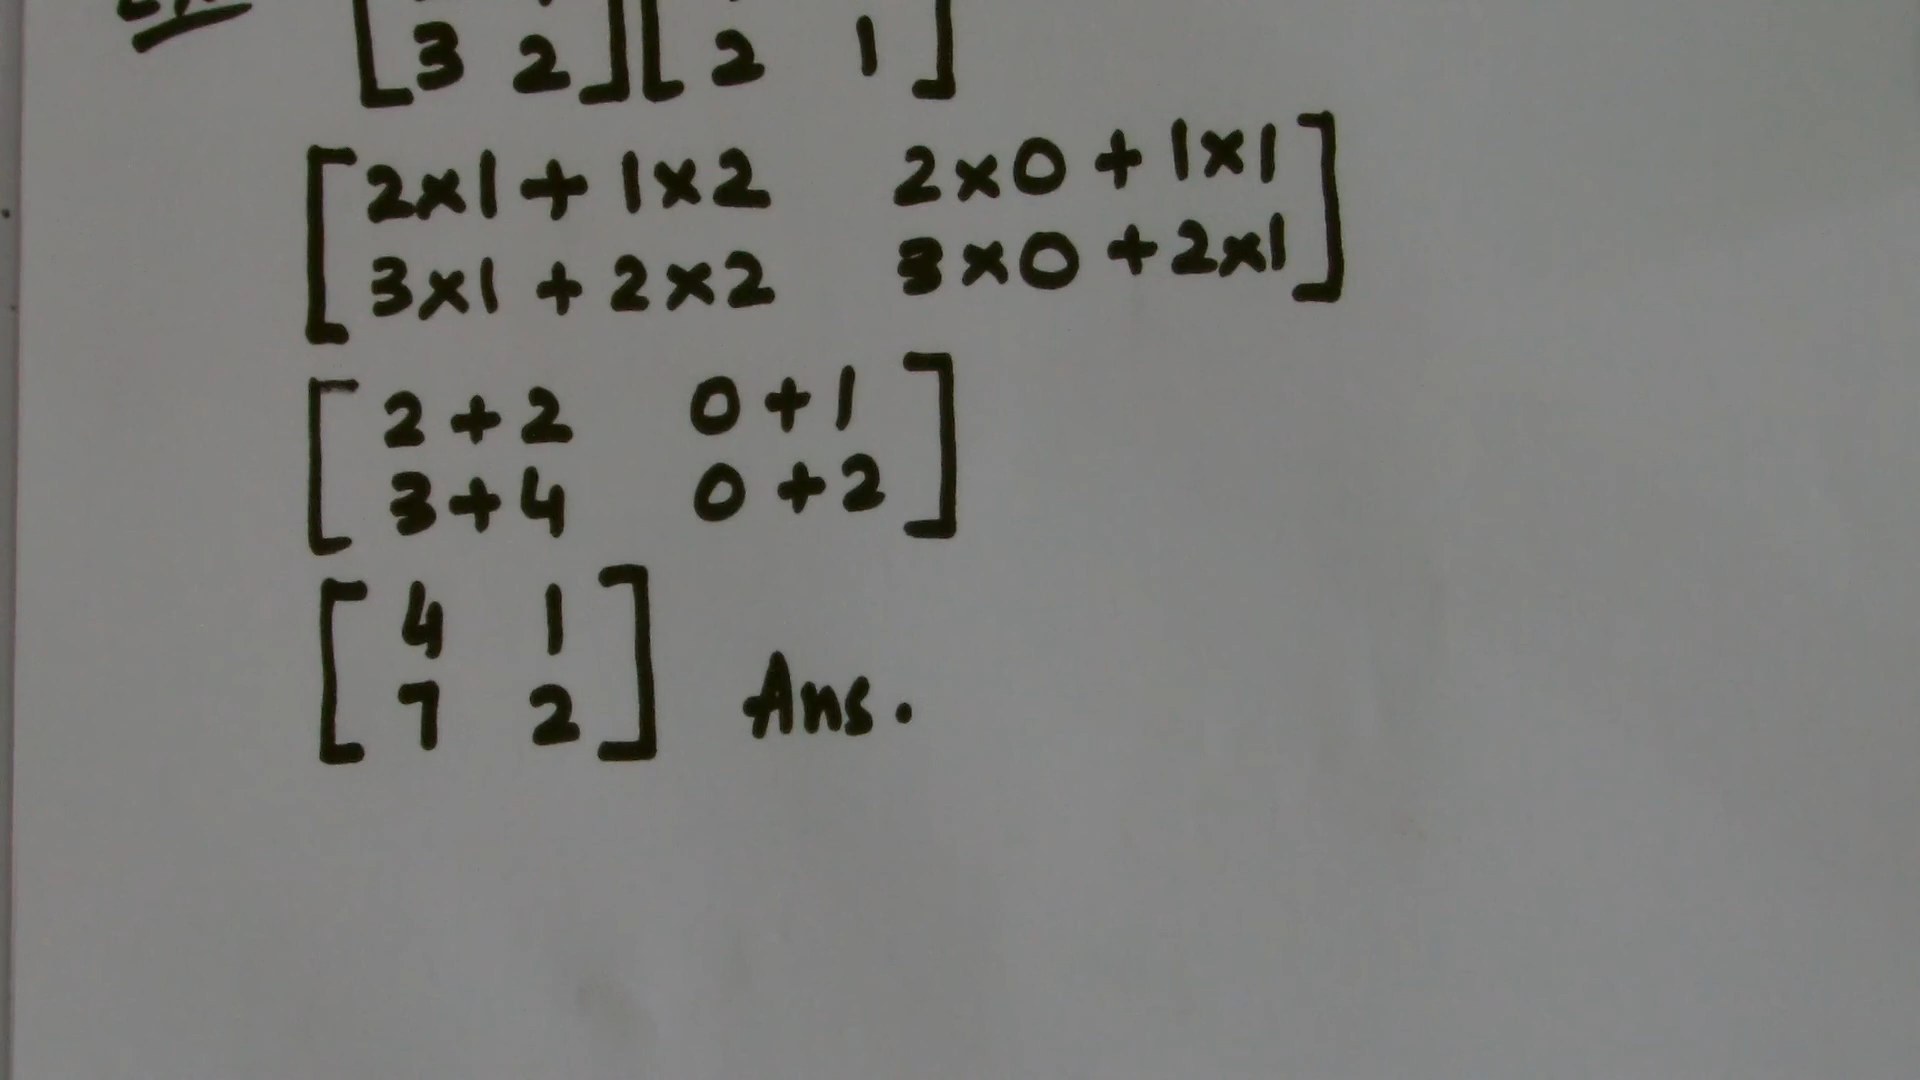 [3 2][2 1]
[2×1+1×2 2×0+1×1
3×1+2×2 3×0+2×1]
[2+2 0+1
3+4 0+2]
[4 1
7 2] Ans.